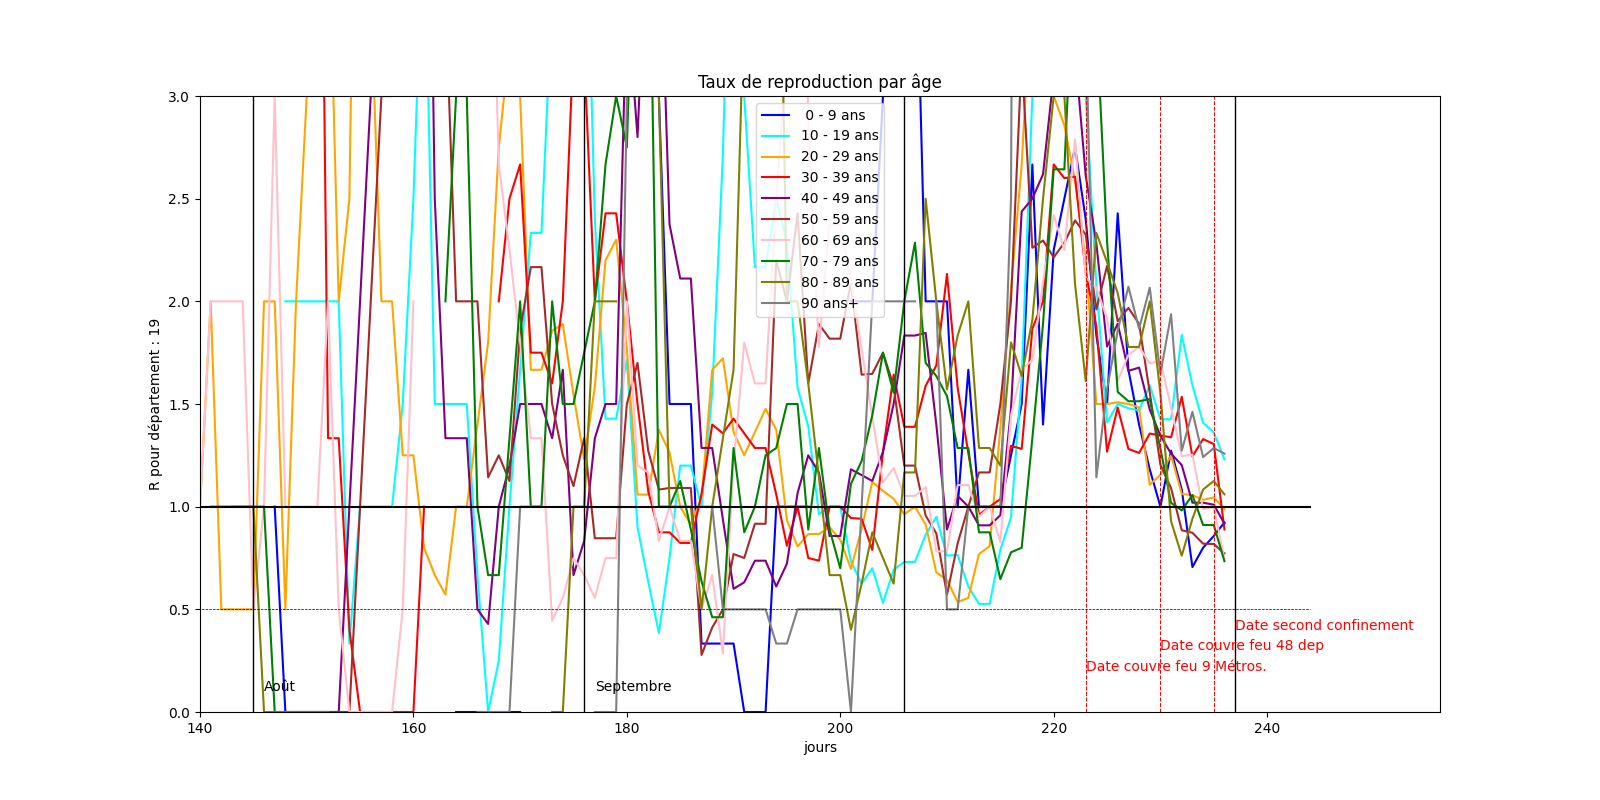 Taux de reproduction par âge
R pour département : 19
3.0
2.5
2.0
1.5
1.0
0.5
0.0
0 - 9 ans
10 - 19 ans
20 - 29 ans
30 - 39 ans
40 - 49 ans
50 - 59 ans
60 - 69 ans
70 - 79 ans
80 - 89 ans
90 ans+
Date second confinement
Date couvre feu 48 dep
Date couvre feu 9 Métros.
Août
Septembre
140
160
180
200
220
240
jours